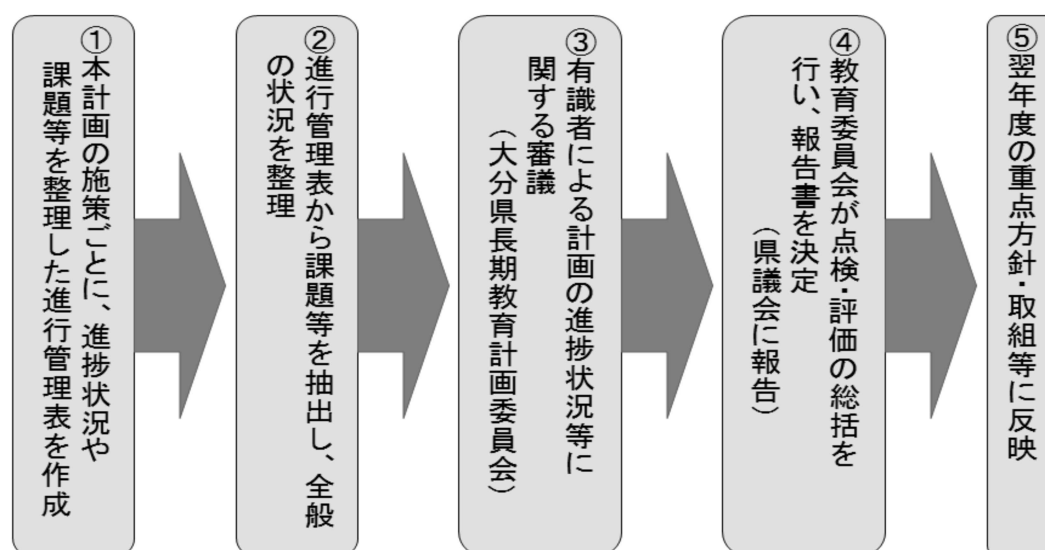 ①本計画の施策ごとに、進捗状況や
課題等を整理した進行管理表を作成
②進行管理表から課題等を抽出し、全般
の状況を整理
③有識者による計画の進捗状況等に
関する審議
（大分県長期教育計画委員会）
④教育委員会が点検・評価の総括を
行い、報告書を決定
（県議会に報告）
⑤翌年度の重点方針・取組等に反映